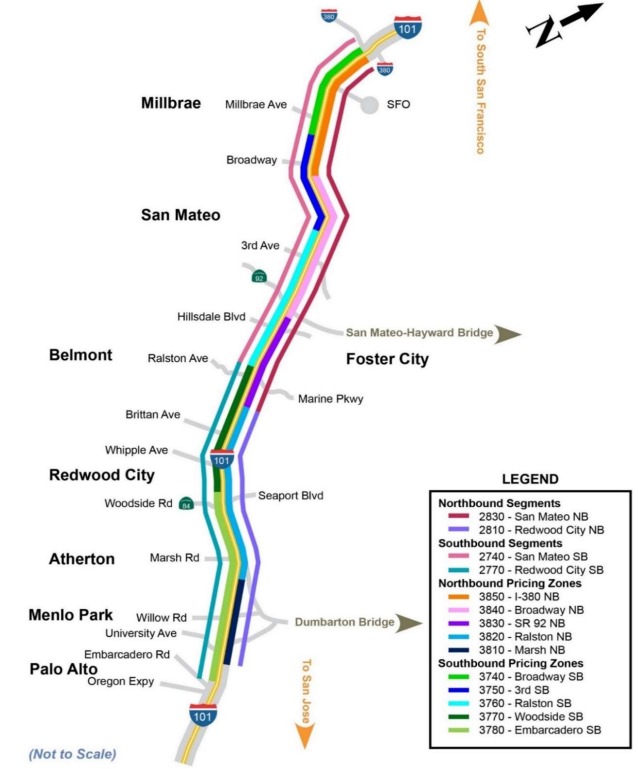 380
101
N
To South San Francisco
380
Millbrae
Millbrae Ave
SFO
Broadway
San Mateo
3rd Ave
92
Hillsdale Blvd
San Mateo-Hayward Bridge
Belmont
Ralston Ave
Foster City
Marine Pkwy
Brittan Ave
Whipple Ave
101
Redwood City
Woodside Rd
84
Seaport Blvd
Atherton
Marsh Rd
Menlo Park
Willow Rd
Dumbarton Bridge
University Ave
Embarcadero Rd
Palo Alto
Oregon Expy
To San Jose
101
(Not to Scale)
LEGEND
Northbound Segments
2830 - San Mateo NB
2810 - Redwood City NB
Southbound Segments
2740 - San Mateo SB
2770 - Redwood City SB
Northbound Pricing Zones
3850 - I-380 NB
3840 - Broadway NB
3830 - SR 92 NB
3820 - Ralston NB
3810 - Marsh NB
Southbound Pricing Zones
3740 - Broadway SB
3750 - 3rd SB
3760 - Ralston SB
3770 - Woodside SB
3780 - Embarcadero SB